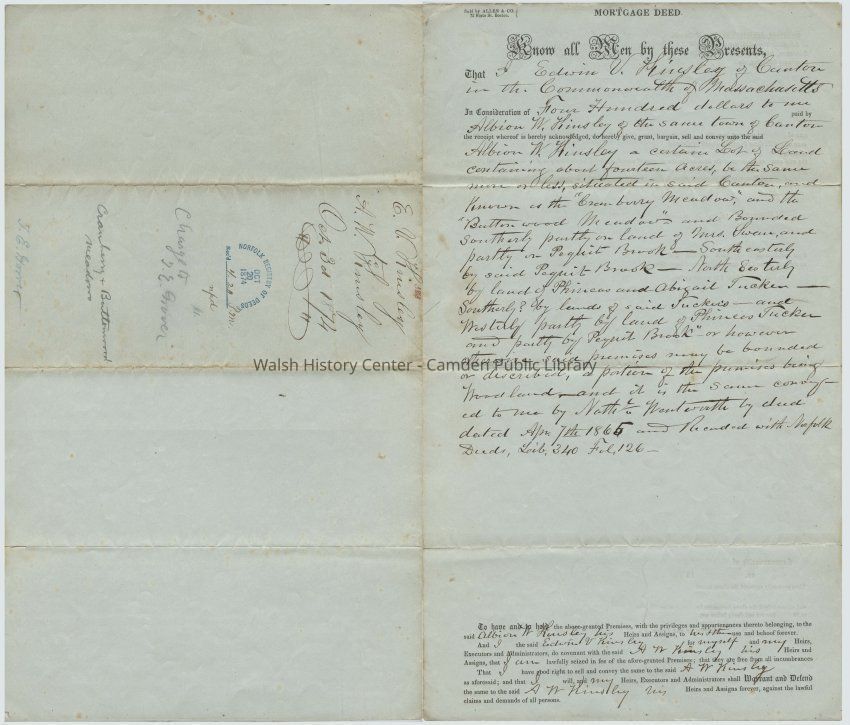 Sold by ALLEN & CO.
72 State St. Boston.
MORTGAGE DEED.
Know all Men by these Presents,
That I Edwin V. Kinsley of Canton
in the Commonwealth of Massachusetts
In Consideration of Four Hundred dollars to me
paid by
Albion W. Kinsley of the same town of Canton
the receipt whereof is hereby acknowledged, do hereby give, grant, bargain, sell and convey unto the said
Albion W. Kinsley a certain Lot of Land
containing about fourteen Acres, be the same
more or less, situated in said Canton, and
Known as the "Cranberry Meadow", and the
"Buttonwood Meadow" and Bounded
Southerly partly on land of Mrs. Swan, and
partly on Pequit Brook — South easterly
by said Pequit Brook — North Easterly
by land of Phineas and Abigail Tucker —
Southerly? by lands of said Tuckers — and
Westerly partly by land of Phineas Tucker
and partly by Pequit Brook" or however
otherwise said premises may be bounded
or described, a portion of the premises being
Woodland — and it is the same convey-
ed to me by Nathl Wentworth by deed
dated Apr 7th 1865 and Recorded with Norfolk
Deeds, Lib, 340 Fol, 126 —
To have and to hold the above-granted Premises, with the privileges and appurtenances thereto belonging, to the
said Albion W Kinsley his Heirs and Assigns, to his & their use and behoof forever.
And I the said Edwin V Kinsley for myself and my Heirs,
Executors and Administrators, do covenant with the said A W Kinsley his Heirs and
Assigns, that I am lawfully seized in fee of the afore-granted Premises; that they are free from all incumbrances
That I have good right to sell and convey the same to the said A W Kinsley
as aforesaid; and that I will, and my Heirs, Executors and Administrators shall Warrant and Defend
the same to the said A W Kinsley his Heirs and Assigns forever, against the lawful
claims and demands of all persons.
E. V. Kinsley
A. W. Kinsley
Oct 3d 1874
NORFOLK REGISTRY OF DEEDS
OCT
20
1874
Charge to
T E Grover
Cranbury & Buttonwood
meadow
T. E. Grover
Walsh History Center - Camden Public Library